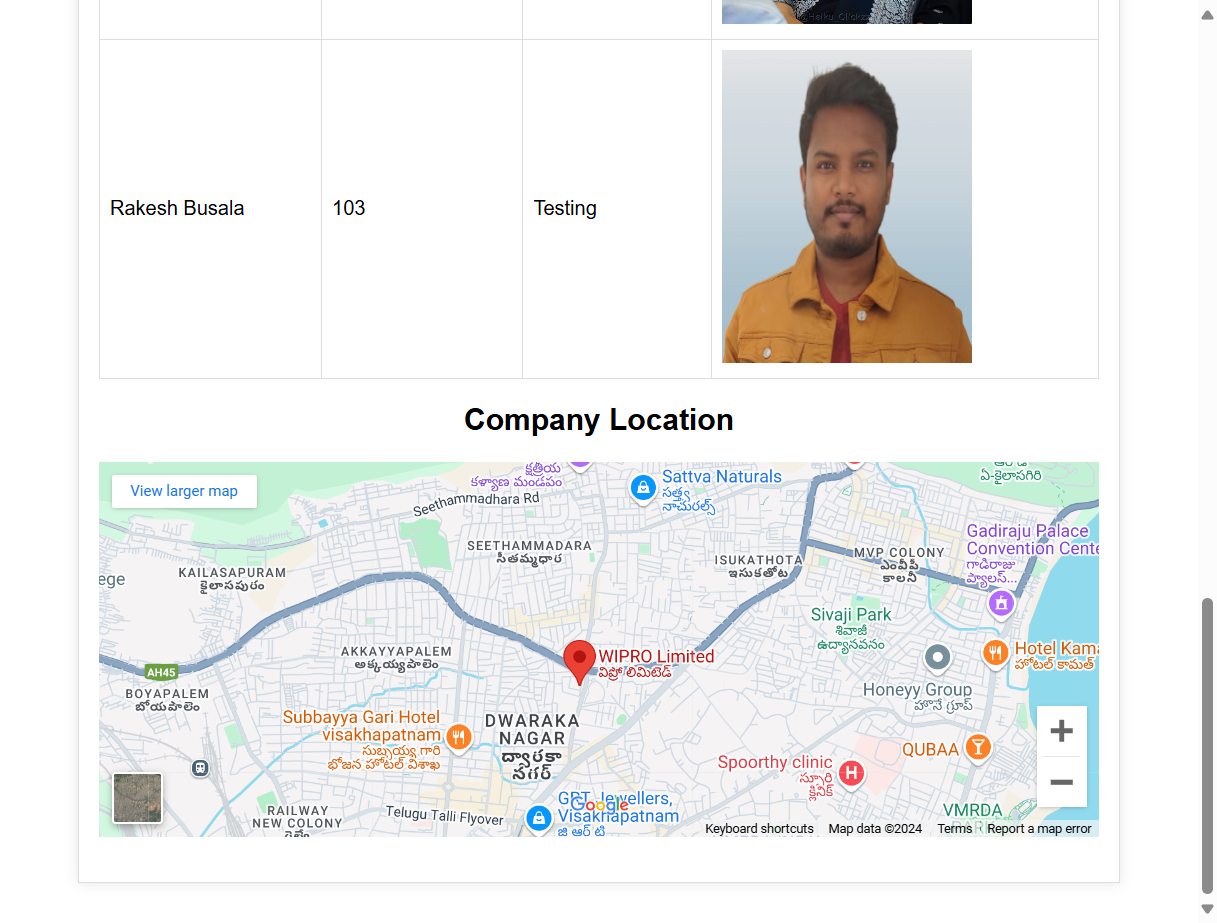 Rakesh Busala
103
Testing
Company Location
View larger map
క్షత్రియ
కళ్యాణ మండపం
Seethammadhara Rd
Sattva Naturals
సత్త్వ
నాచురల్స్
ఏ-కైలాసగిరి
SEETHAMMADARA
సీతమ్మధార
ISUKATHOTA
ఇసుకతోట
MVP COLONY
ఎంవీపీ
కాలనీ
Gadiraju Palace
Convention Cente
గాదిరాజు
ప్యాలస్...
ege
KAILASAPURAM
కైలాసపురం
Sivaji Park
శివాజీ
ఉద్యానవనం
AKKAYYAPALEM
అక్కయ్యపాలెం
WIPRO Limited
విప్రో లిమిటెడ్
Hotel Kama
హోటల్ కామత్
AH45
BOYAPALEM
బోయపాలెం
Honeyy Group
హనీ గ్రూప్
Subbayya Gari Hotel
visakhapatnam
సుబ్బయ్య గారి
భోజన హోటల్ విశాఖ
DWARAKA
NAGAR
ద్వారకా
నగర్
QUBAA
Spoorthy clinic
స్ఫూర్తి
క్లినిక్
RAILWAY
NEW COLONY
Telugu Talli Flyover
GRT Jewellers,
Visakhapatnam
జి ఆర్ టి
Google
VMRDA
Keyboard shortcuts
Map data ©2024
Terms
Report a map error